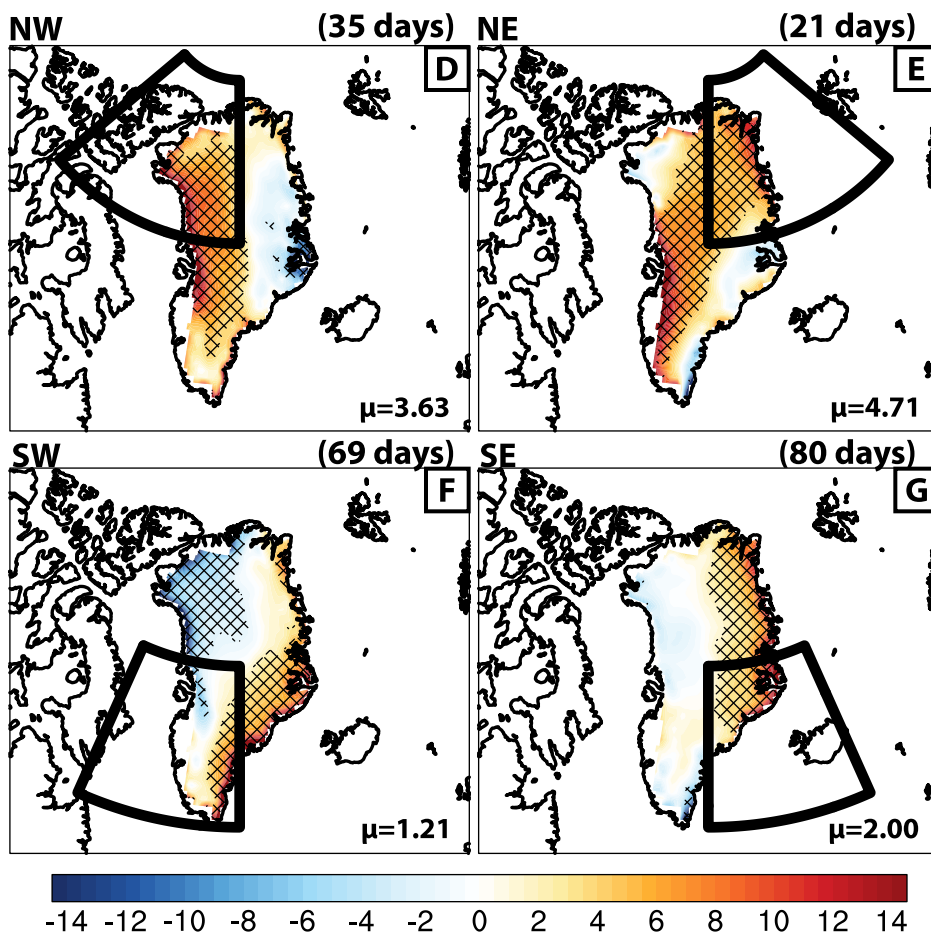 NW (35 days) NE (21 days)
D E
μ=3.63 μ=4.71
SW (69 days) SE (80 days)
F G
μ=1.21 μ=2.00
-14 -12 -10 -8 -6 -4 -2 0 2 4 6 8 10 12 14